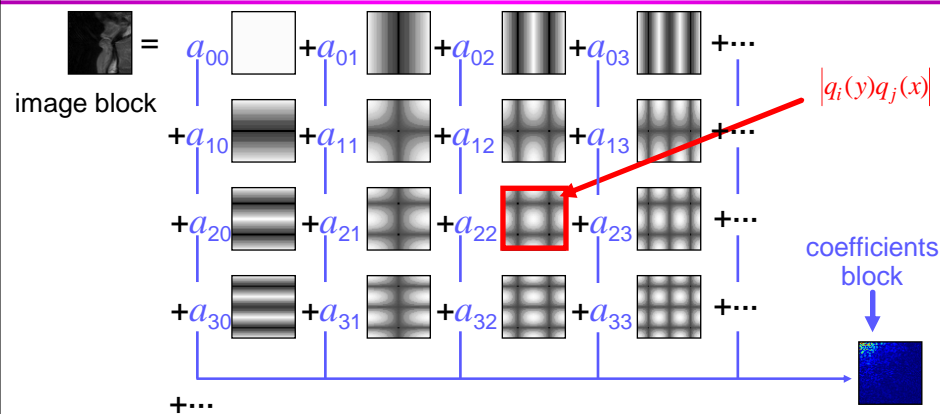 = a₀₀ +a₀₁ +a₀₂ +a₀₃ +···
image block
|qᵢ(y)qⱼ(x)|
+a₁₀ +a₁₁ +a₁₂ +a₁₃ +···
+a₂₀ +a₂₁ +a₂₂ +a₂₃ +···
coefficients
block
+a₃₀ +a₃₁ +a₃₂ +a₃₃ +···
+···